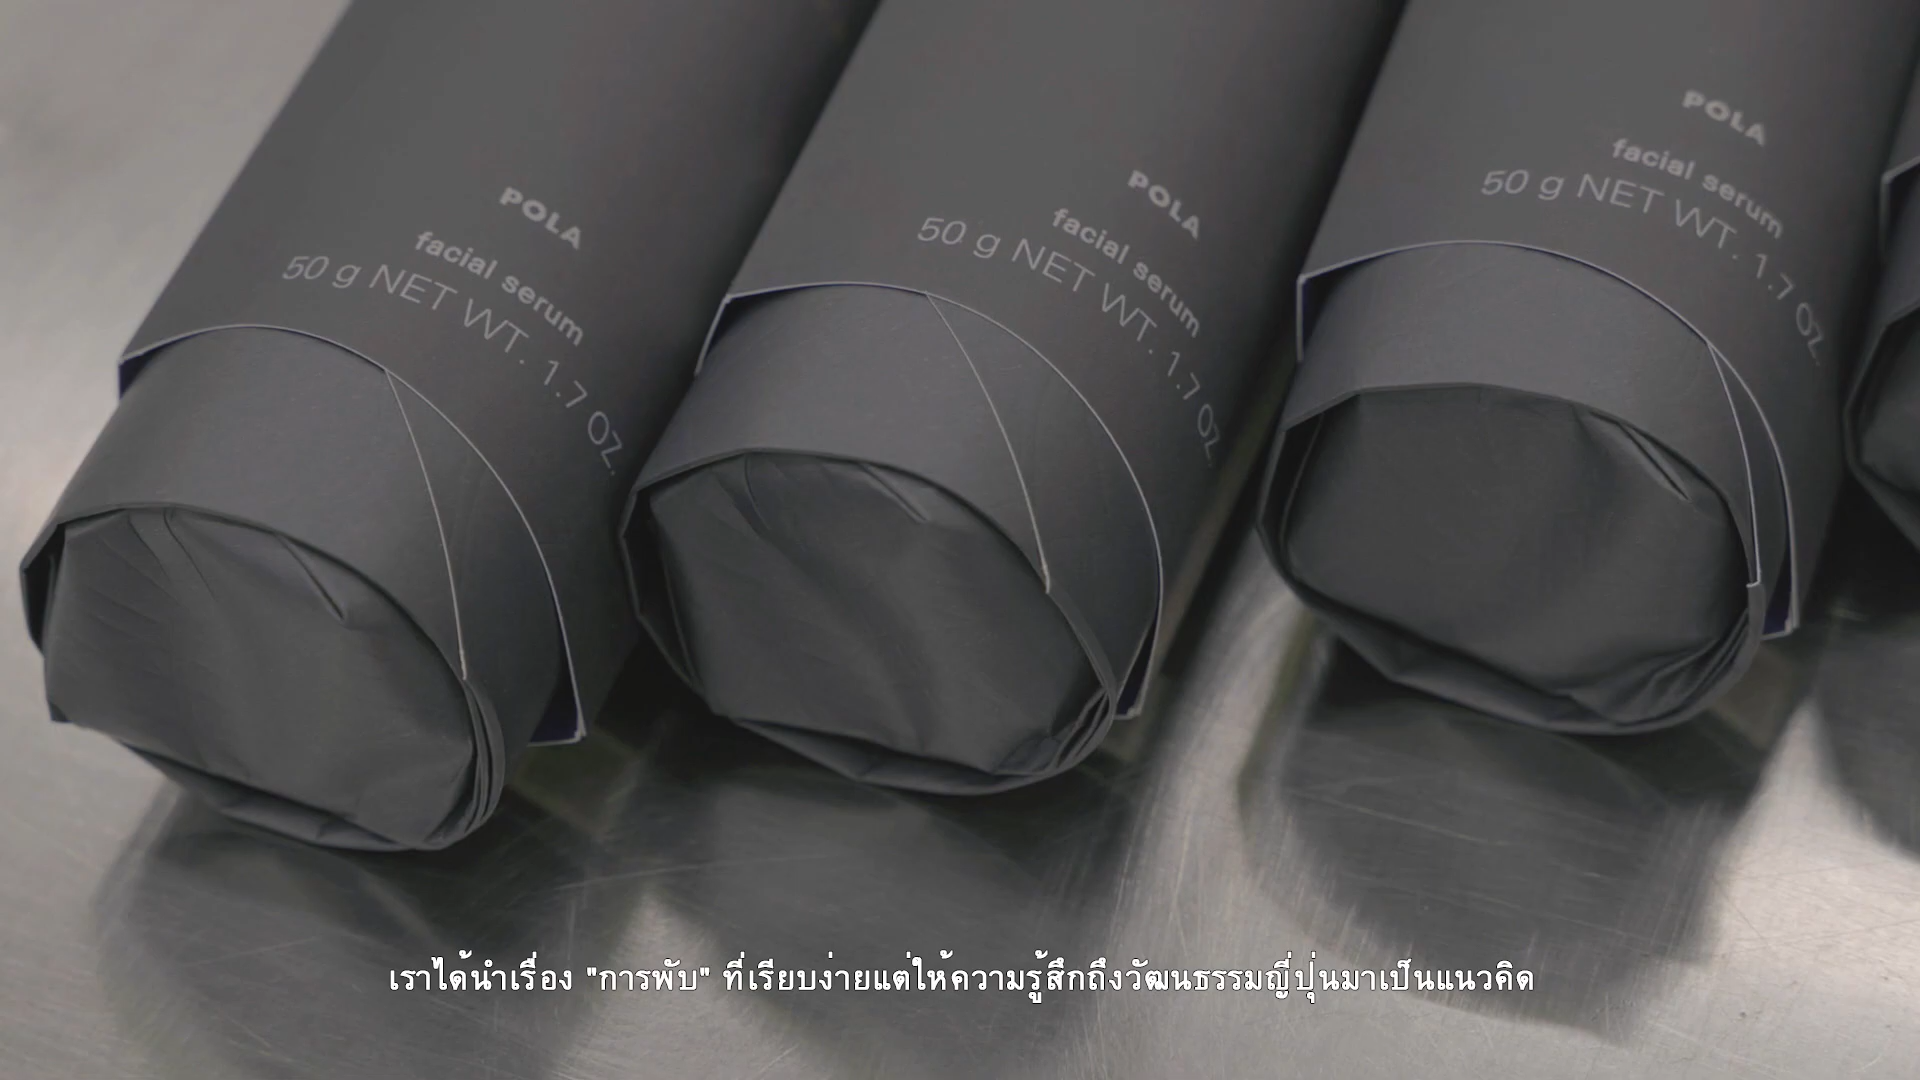 POLA
facial serum
50 g NET WT. 1.7 OZ.
POLA
facial serum
50 g NET WT. 1.7 OZ.
POLA
facial serum
50 g NET WT. 1.7 OZ.
เราได้นำเรื่อง "การพับ" ที่เรียบง่ายแต่ให้ความรู้สึกถึงวัฒนธรรมญี่ปุ่นมาเป็นแนวคิด